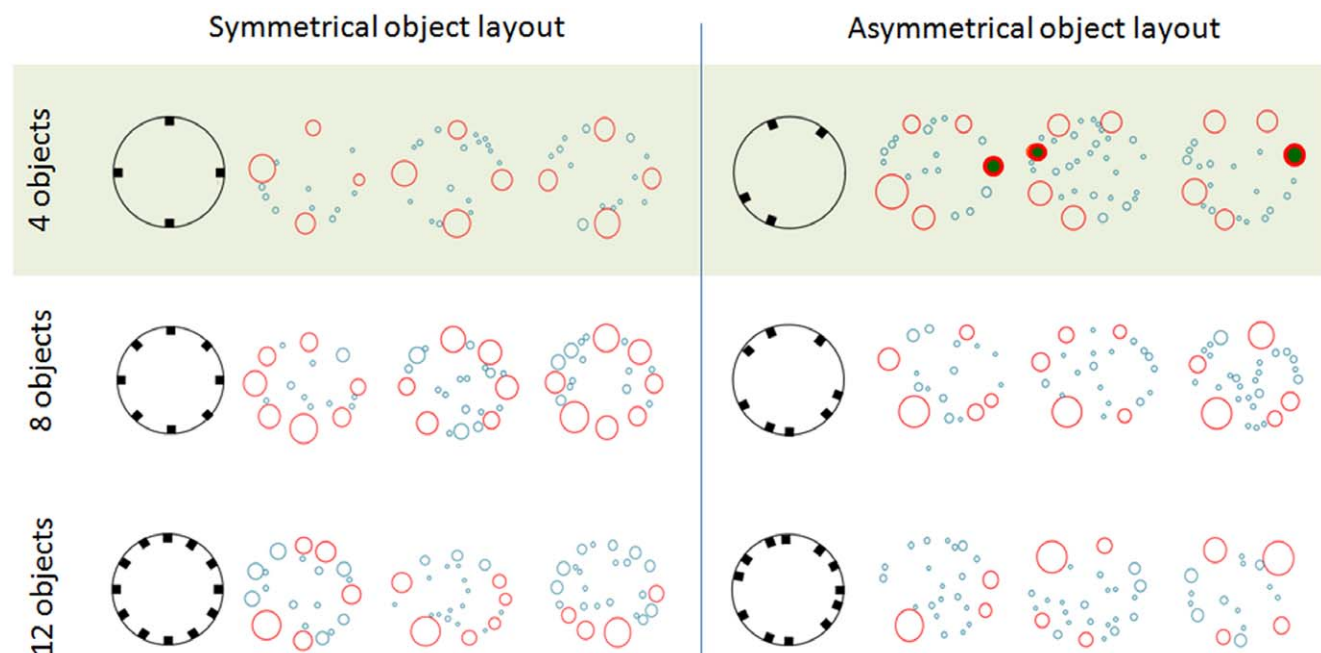 Symmetrical object layout
Asymmetrical object layout
4 objects
8 objects
12 objects